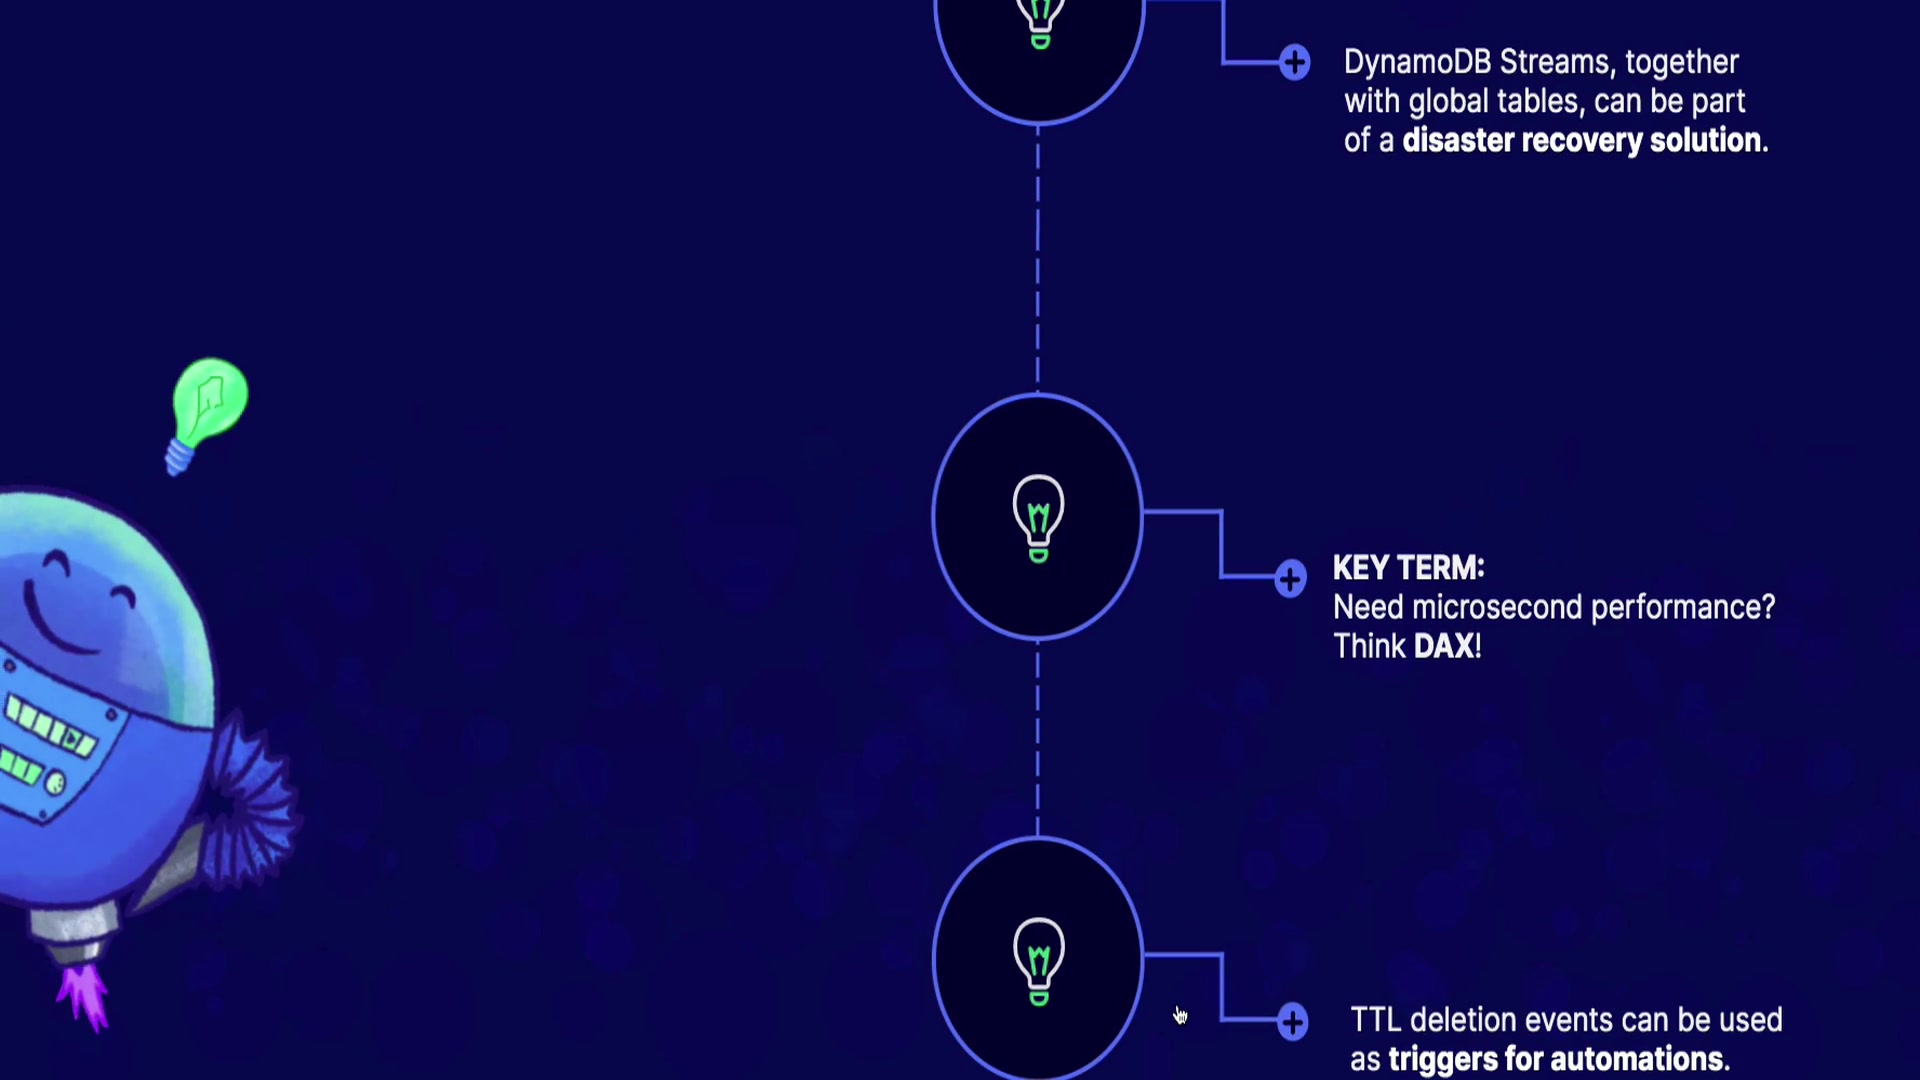 DynamoDB Streams, together
with global tables, can be part
of a disaster recovery solution.
KEY TERM:
Need microsecond performance?
Think DAX!
TTL deletion events can be used
as triggers for automations.